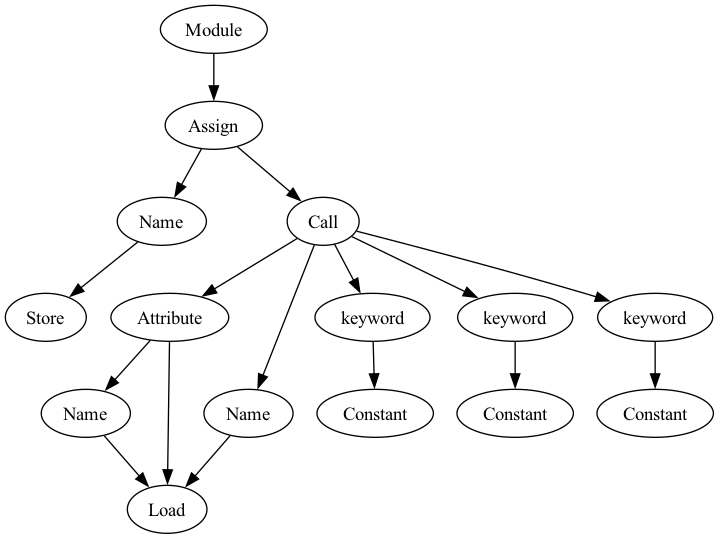 Module
Assign
Name
Call
Store
Attribute
keyword
keyword
keyword
Name
Name
Constant
Constant
Constant
Load